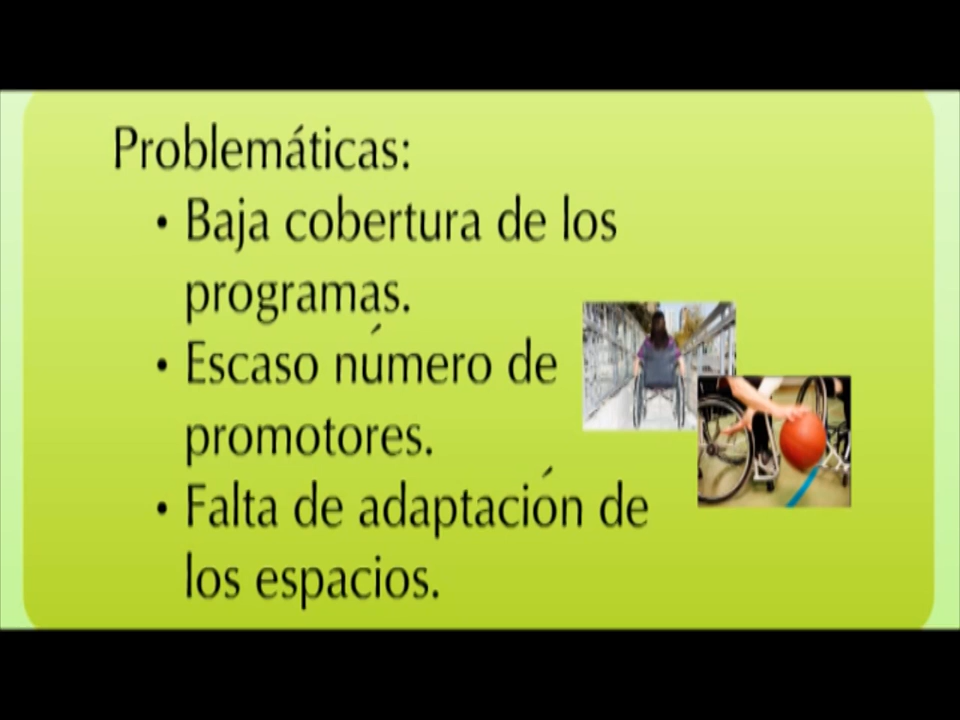 Problemáticas:
• Baja cobertura de los
programas.
• Escaso número de
promotores.
• Falta de adaptación de
los espacios.